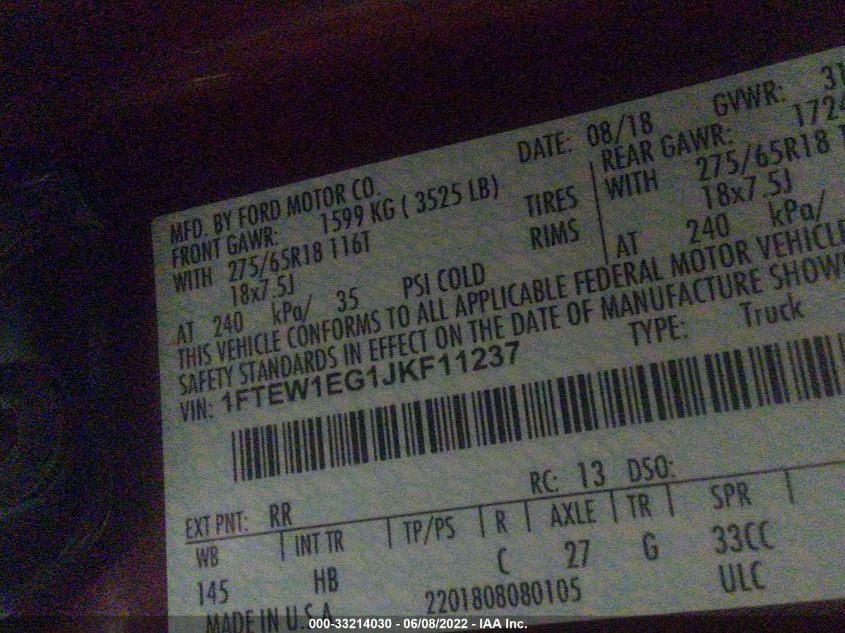 DATE: 08/18 GVWR: 31
MFD. BY FORD MOTOR CO.
FRONT GAWR: 1599 KG ( 3525 LB) REAR GAWR: 1724
WITH 275/65R18 116T TIRES WITH 275/65R18
18x7.5J RIMS 18x7.5J
AT 240 kPa/ 35 PSI COLD AT 240 kPa/
THIS VEHICLE CONFORMS TO ALL APPLICABLE FEDERAL MOTOR VEHICLE
SAFETY STANDARDS IN EFFECT ON THE DATE OF MANUFACTURE SHOWN
VIN: 1FTEW1EG1JKF11237 TYPE: Truck
RC: 13 DSO:
EXT PNT: RR
WB INT TR TP/PS R AXLE TR SPR
145 HB C 27 G 33CC
2201808080105 ULC
MADE IN U.S.A.
000-33214030 - 06/08/2022 - IAA Inc.